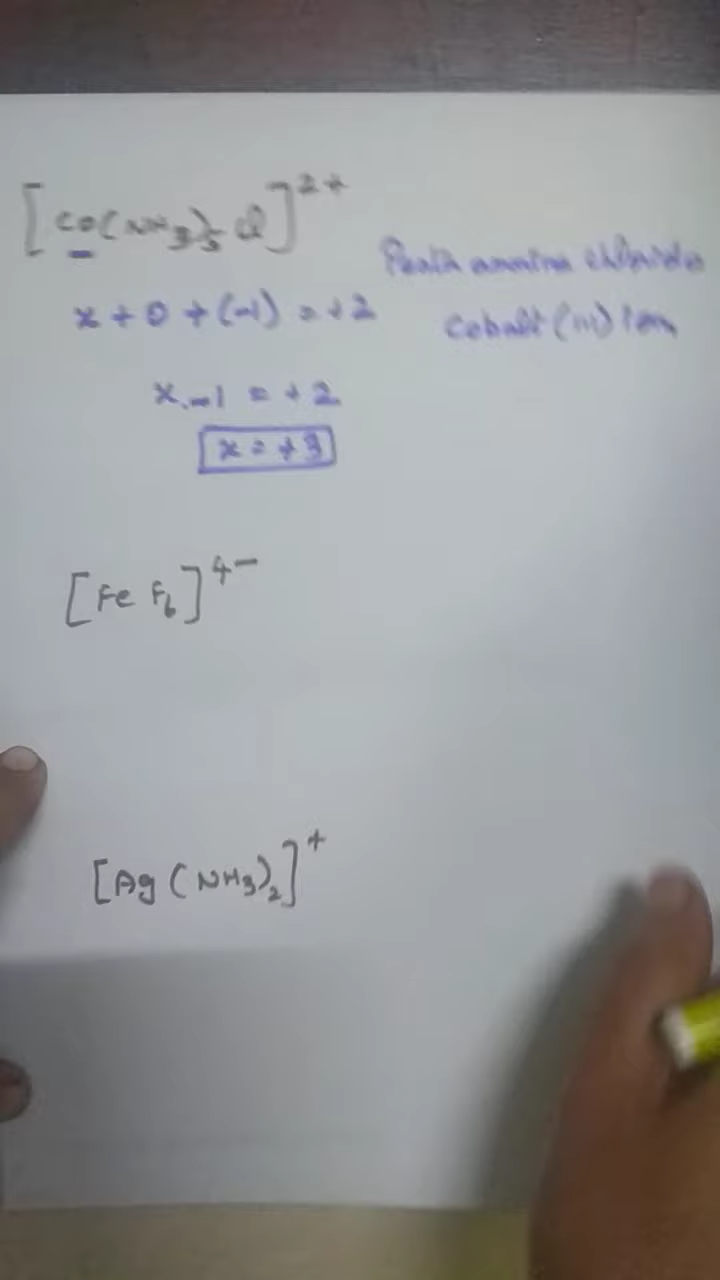 [Co(NH3)5 Cl]2+
x + 0 + (-1) = +2
Penta ammine chlorido
cobalt (III) ion
x - 1 = +2
x = +3
[Fe F6]4-
[Ag (NH3)2]+